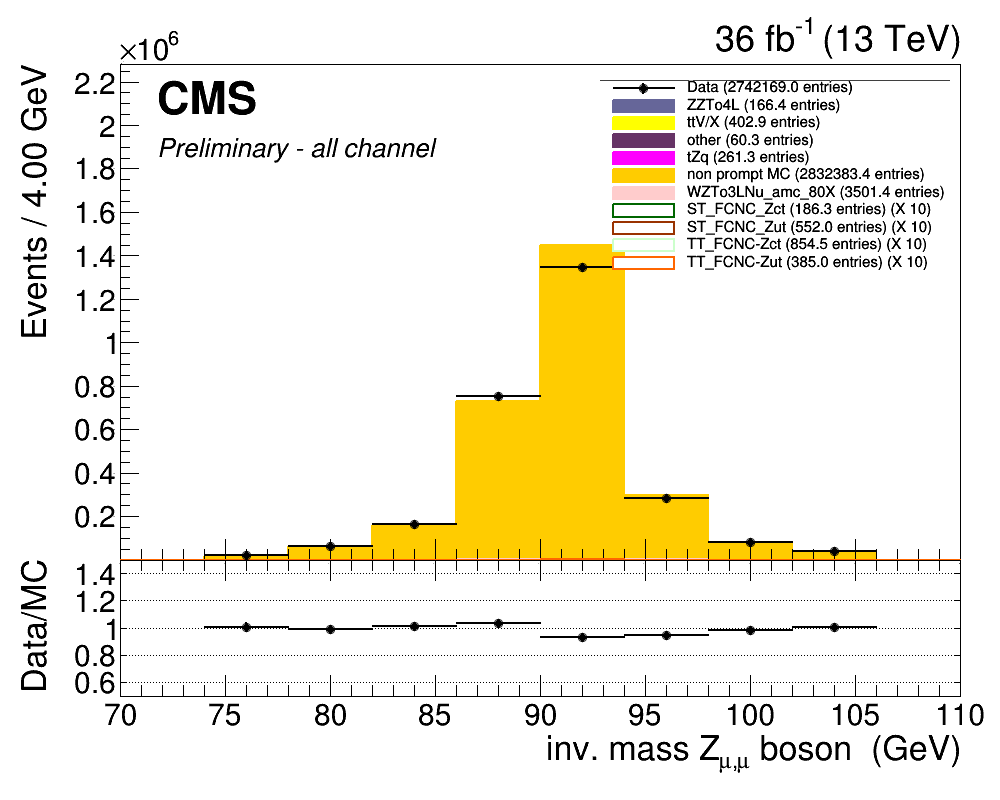 ×10⁶
36 fb⁻¹ (13 TeV)
CMS
Preliminary - all channel
Data (2742169.0 entries)
ZZTo4L (166.4 entries)
ttV/X (402.9 entries)
other (60.3 entries)
tZq (261.3 entries)
non prompt MC (2832383.4 entries)
WZTo3LNu_amc_80X (3501.4 entries)
ST_FCNC_Zct (186.3 entries) (X 10)
ST_FCNC_Zut (552.0 entries) (X 10)
TT_FCNC-Zct (854.5 entries) (X 10)
TT_FCNC-Zut (385.0 entries) (X 10)
Events / 4.00 GeV
2.2
2
1.8
1.6
1.4
1.2
1
0.8
0.6
0.4
0.2
Data/MC
1.4
1.2
1
0.8
0.6
70 75 80 85 90 95 100 105 110
inv. mass Z μ,μ boson (GeV)